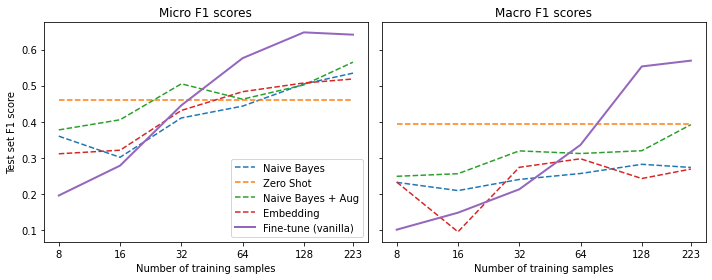 Micro F1 scores
Macro F1 scores
Test set F1 score
0.6
0.5
0.4
0.3
0.2
0.1
Naive Bayes
Zero Shot
Naive Bayes + Aug
Embedding
Fine-tune (vanilla)
8 16 32 64 128 223
8 16 32 64 128 223
Number of training samples
Number of training samples